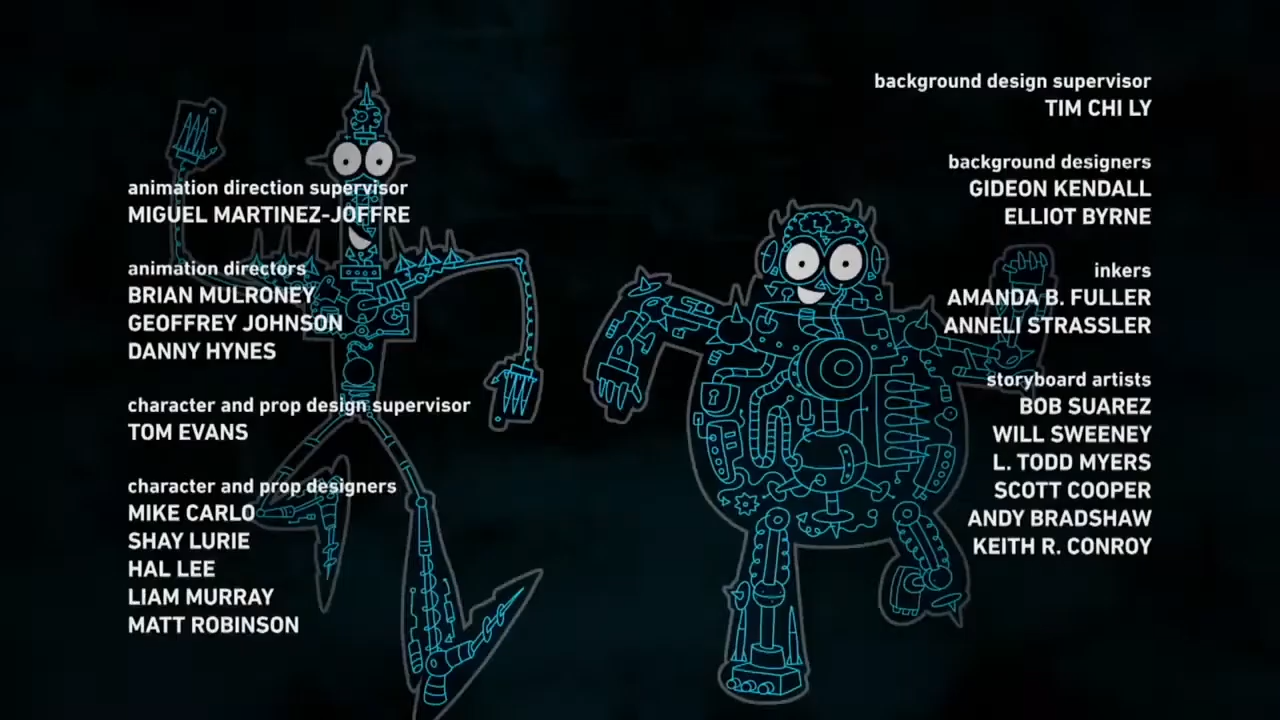 animation direction supervisor
MIGUEL MARTINEZ-JOFFRE
animation directors
BRIAN MULRONEY
GEOFFREY JOHNSON
DANNY HYNES
character and prop design supervisor
TOM EVANS
character and prop designers
MIKE CARLO
SHAY LURIE
HAL LEE
LIAM MURRAY
MATT ROBINSON
background design supervisor
TIM CHI LY
background designers
GIDEON KENDALL
ELLIOT BYRNE
inkers
AMANDA B. FULLER
ANNELI STRASSLER
storyboard artists
BOB SUAREZ
WILL SWEENEY
L. TODD MYERS
SCOTT COOPER
ANDY BRADSHAW
KEITH R. CONROY